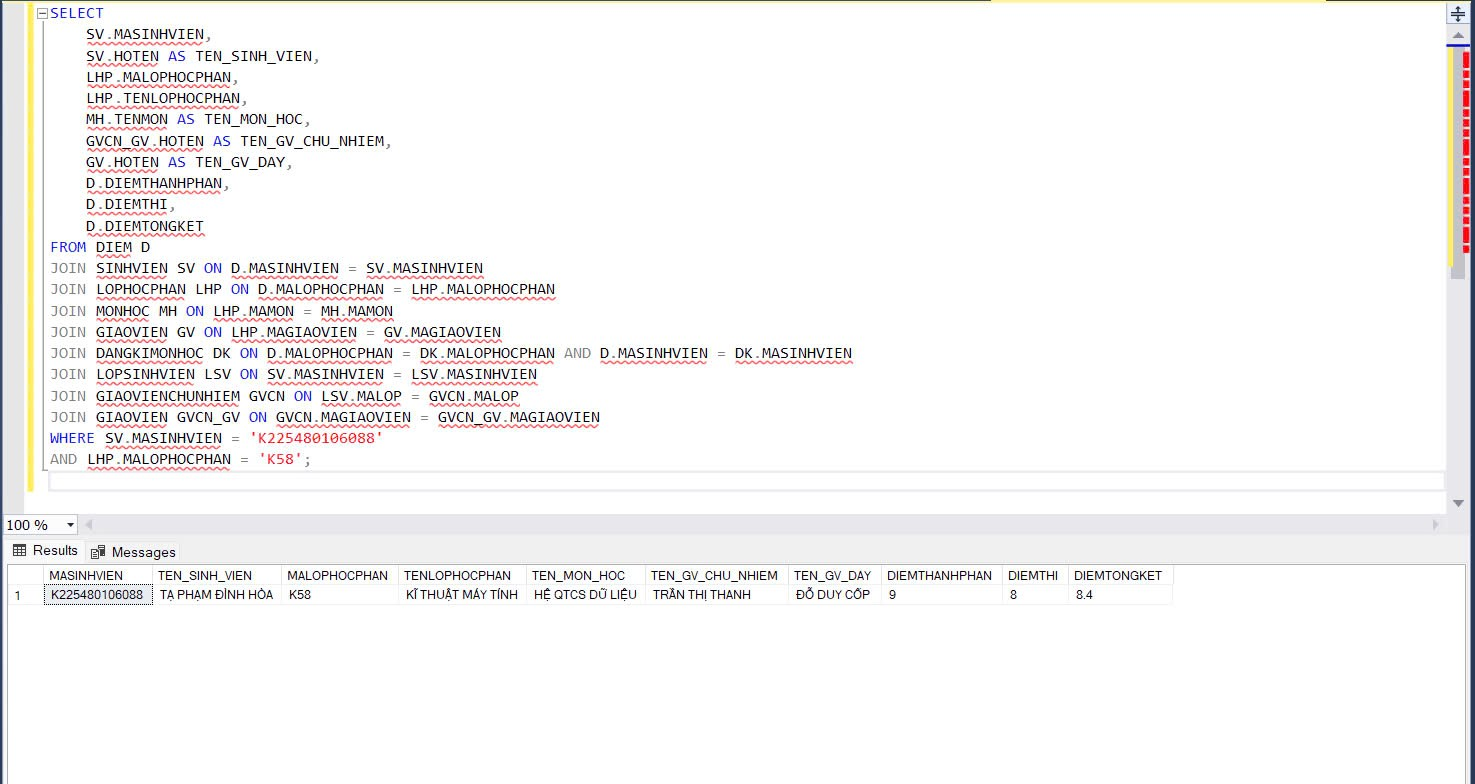 SELECT
SV.MASINHVIEN,
SV.HOTEN AS TEN_SINH_VIEN,
LHP.MALOPHOCPHAN,
LHP.TENLOPHOCPHAN,
MH.TENMON AS TEN_MON_HOC,
GVCN_GV.HOTEN AS TEN_GV_CHU_NHIEM,
GV.HOTEN AS TEN_GV_DAY,
D.DIEMTHANHPHAN,
D.DIEMTHI,
D.DIEMTONGKET
FROM DIEM D
JOIN SINHVIEN SV ON D.MASINHVIEN = SV.MASINHVIEN
JOIN LOPHOCPHAN LHP ON D.MALOPHOCPHAN = LHP.MALOPHOCPHAN
JOIN MONHOC MH ON LHP.MAMON = MH.MAMON
JOIN GIAOVIEN GV ON LHP.MAGIAOVIEN = GV.MAGIAOVIEN
JOIN DANGKIMONHOC DK ON D.MALOPHOCPHAN = DK.MALOPHOCPHAN AND D.MASINHVIEN = DK.MASINHVIEN
JOIN LOPSINHVIEN LSV ON SV.MASINHVIEN = LSV.MASINHVIEN
JOIN GIAOVIENCHUNHIEM GVCN ON LSV.MALOP = GVCN.MALOP
JOIN GIAOVIEN GVCN_GV ON GVCN.MAGIAOVIEN = GVCN_GV.MAGIAOVIEN
WHERE SV.MASINHVIEN = 'K225480106088'
AND LHP.MALOPHOCPHAN = 'K58';
100 %
Results Messages
MASINHVIEN TEN_SINH_VIEN MALOPHOCPHAN TENLOPHOCPHAN TEN_MON_HOC TEN_GV_CHU_NHIEM TEN_GV_DAY DIEMTHANHPHAN DIEMTHI DIEMTONGKET
1 K225480106088 TẠ PHẠM ĐÌNH HÒA K58 KĨ THUẬT MÁY TÍNH HỆ QTCS DỮ LIỆU TRẦN THỊ THANH ĐỖ DUY CỐP 9 8 8.4